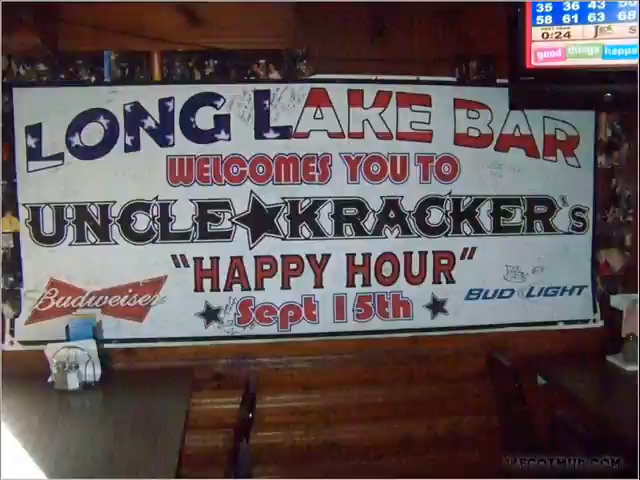 35 36 43
58 61 63 68
0:24
good things happe
LONG LAKE BAR
WELCOMES YOU TO
UNCLE★KRACKER's
"HAPPY HOUR"
Budweiser
★ Sept 15th ★
BUD LIGHT